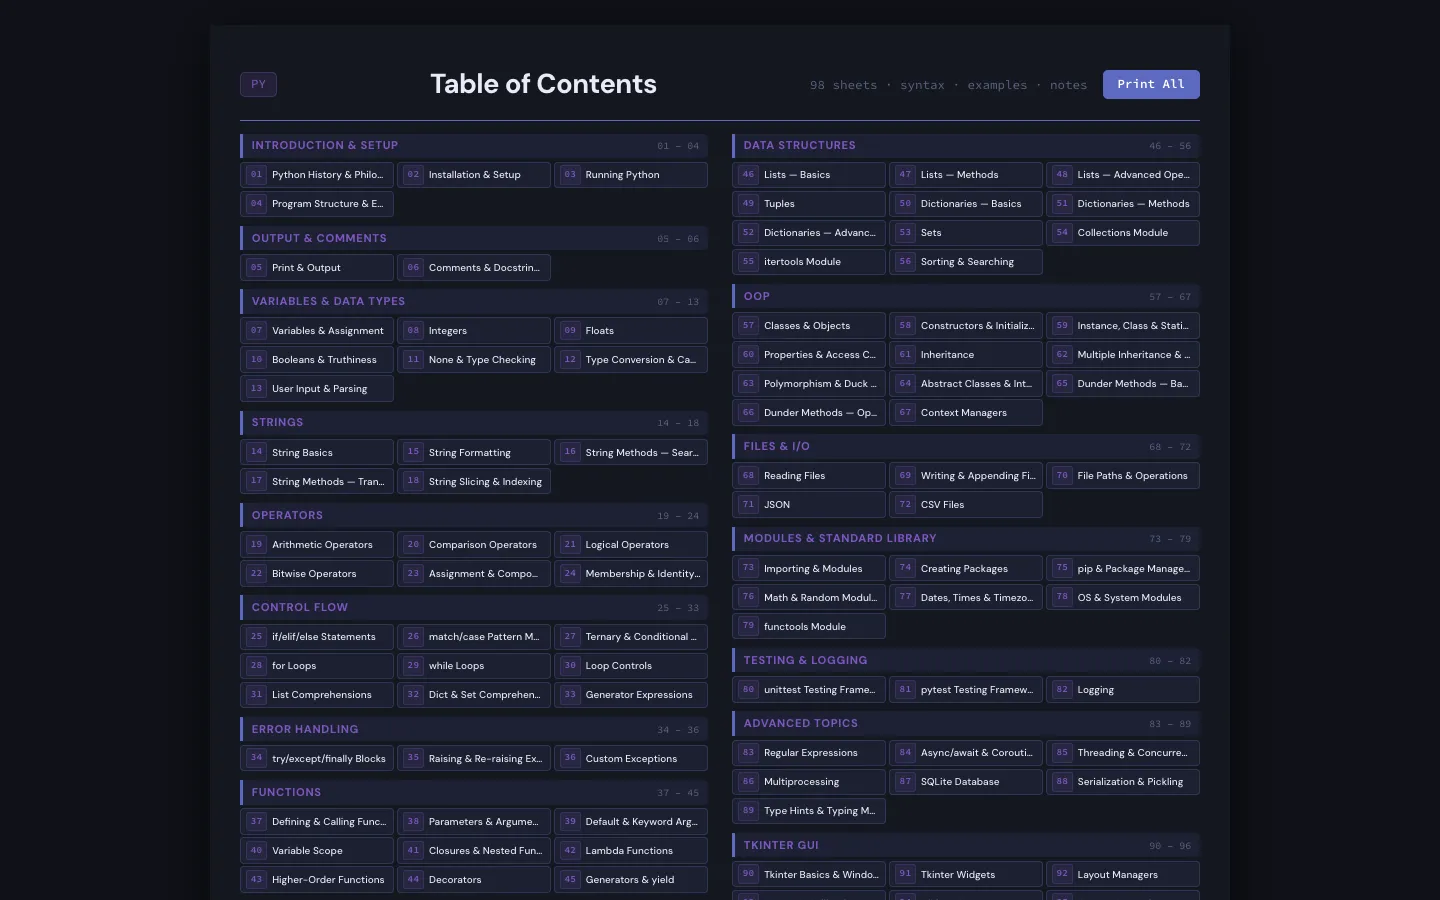 PY
Table of Contents
98 sheets · syntax · examples · notes
Print All
INTRODUCTION & SETUP 01 – 04
01 Python History & Philo...
02 Installation & Setup
03 Running Python
04 Program Structure & E...
OUTPUT & COMMENTS 05 – 06
05 Print & Output
06 Comments & Docstrin...
VARIABLES & DATA TYPES 07 – 13
07 Variables & Assignment
08 Integers
09 Floats
10 Booleans & Truthiness
11 None & Type Checking
12 Type Conversion & Ca...
13 User Input & Parsing
STRINGS 14 – 18
14 String Basics
15 String Formatting
16 String Methods — Sear...
17 String Methods — Tran...
18 String Slicing & Indexing
OPERATORS 19 – 24
19 Arithmetic Operators
20 Comparison Operators
21 Logical Operators
22 Bitwise Operators
23 Assignment & Compo...
24 Membership & Identity...
CONTROL FLOW 25 – 33
25 if/elif/else Statements
26 match/case Pattern M...
27 Ternary & Conditional ...
28 for Loops
29 while Loops
30 Loop Controls
31 List Comprehensions
32 Dict & Set Comprehen...
33 Generator Expressions
ERROR HANDLING 34 – 36
34 try/except/finally Blocks
35 Raising & Re-raising Ex...
36 Custom Exceptions
FUNCTIONS 37 – 45
37 Defining & Calling Func...
38 Parameters & Argume...
39 Default & Keyword Arg...
40 Variable Scope
41 Closures & Nested Fun...
42 Lambda Functions
43 Higher-Order Functions
44 Decorators
45 Generators & yield
DATA STRUCTURES 46 – 56
46 Lists — Basics
47 Lists — Methods
48 Lists — Advanced Ope...
49 Tuples
50 Dictionaries — Basics
51 Dictionaries — Methods
52 Dictionaries — Advanc...
53 Sets
54 Collections Module
55 itertools Module
56 Sorting & Searching
OOP 57 – 67
57 Classes & Objects
58 Constructors & Initializ...
59 Instance, Class & Stati...
60 Properties & Access C...
61 Inheritance
62 Multiple Inheritance & ...
63 Polymorphism & Duck ...
64 Abstract Classes & Int...
65 Dunder Methods — Ba...
66 Dunder Methods — Op...
67 Context Managers
FILES & I/O 68 – 72
68 Reading Files
69 Writing & Appending Fi...
70 File Paths & Operations
71 JSON
72 CSV Files
MODULES & STANDARD LIBRARY 73 – 79
73 Importing & Modules
74 Creating Packages
75 pip & Package Manage...
76 Math & Random Modul...
77 Dates, Times & Timezo...
78 OS & System Modules
79 functools Module
TESTING & LOGGING 80 – 82
80 unittest Testing Frame...
81 pytest Testing Framew...
82 Logging
ADVANCED TOPICS 83 – 89
83 Regular Expressions
84 Async/await & Corouti...
85 Threading & Concurre...
86 Multiprocessing
87 SQLite Database
88 Serialization & Pickling
89 Type Hints & Typing M...
TKINTER GUI 90 – 96
90 Tkinter Basics & Windo...
91 Tkinter Widgets
92 Layout Managers